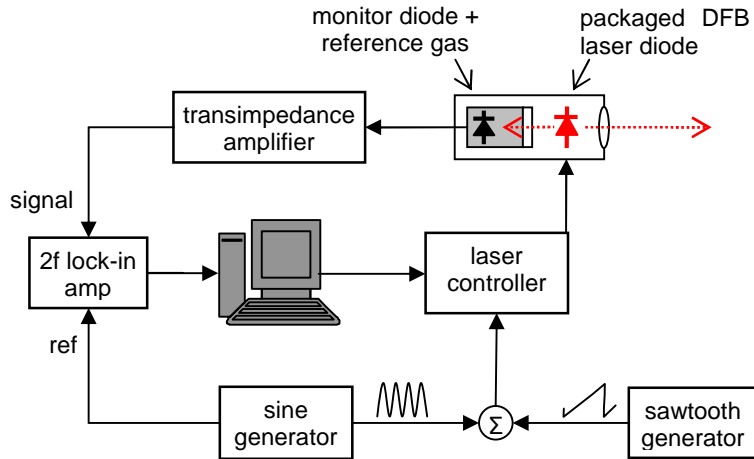 monitor diode +
reference gas
packaged DFB
laser diode
transimpedance
amplifier
signal
2f lock-in
amp
laser
controller
ref
sine
generator
Σ
sawtooth
generator